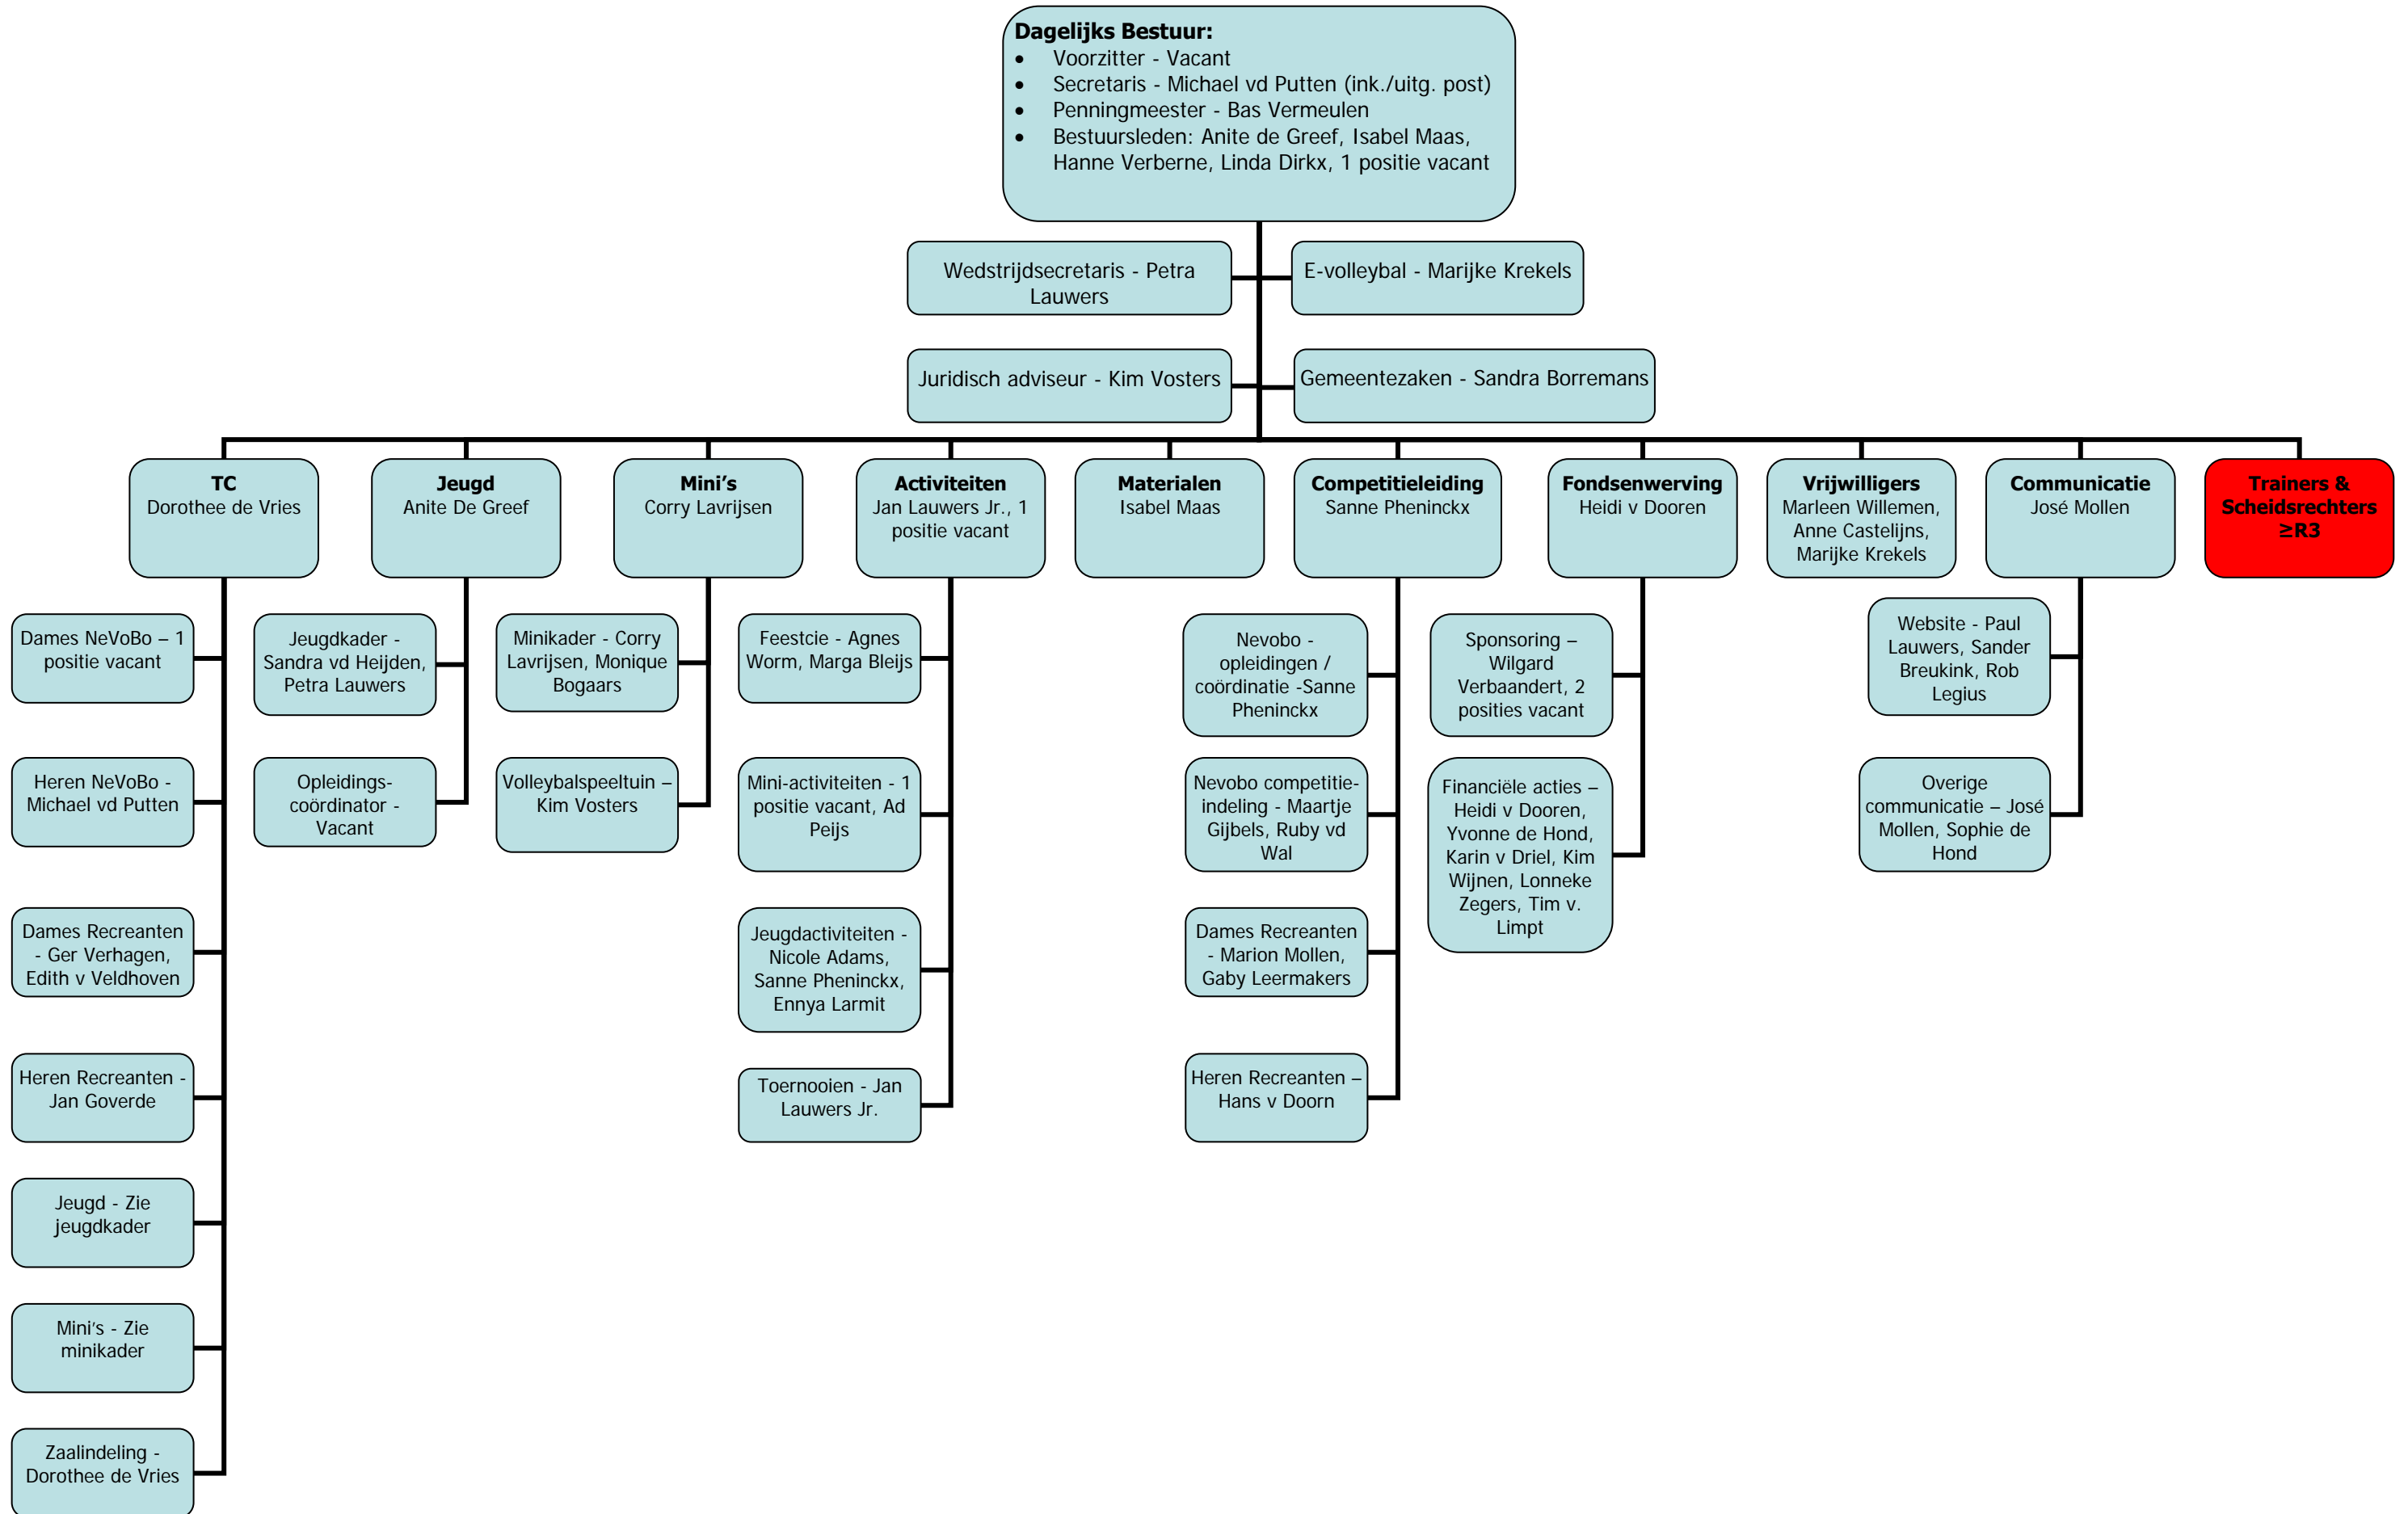 Dagelijks Bestuur:
• Voorzitter - Vacant
• Secretaris - Michael vd Putten (ink./uitg. post)
• Penningmeester - Bas Vermeulen
• Bestuursleden: Anite de Greef, Isabel Maas,
Hanne Verberne, Linda Dirkx, 1 positie vacant
Wedstrijdsecretaris - Petra
Lauwers
E-volleybal - Marijke Krekels
Juridisch adviseur - Kim Vosters
Gemeentezaken - Sandra Borremans
TC
Dorothee de Vries
Jeugd
Anite De Greef
Mini’s
Corry Lavrijsen
Activiteiten
Jan Lauwers Jr., 1
positie vacant
Materialen
Isabel Maas
Competitieleiding
Sanne Pheninckx
Fondsenwerving
Heidi v Dooren
Vrijwilligers
Marleen Willemen,
Anne Castelijns,
Marijke Krekels
Communicatie
José Mollen
Trainers &
Scheidsrechters
≥R3
Dames NeVoBo – 1
positie vacant
Heren NeVoBo -
Michael vd Putten
Dames Recreanten
- Ger Verhagen,
Edith v Veldhoven
Heren Recreanten -
Jan Goverde
Jeugd - Zie
jeugdkader
Mini’s - Zie
minikader
Zaalindeling -
Dorothee de Vries
Jeugdkader -
Sandra vd Heijden,
Petra Lauwers
Opleidings-
coördinator -
Vacant
Minikader - Corry
Lavrijsen, Monique
Bogaars
Volleybalspeeltuin –
Kim Vosters
Feestcie - Agnes
Worm, Marga Bleijs
Mini-activiteiten - 1
positie vacant, Ad
Peijs
Jeugdactiviteiten -
Nicole Adams,
Sanne Pheninckx,
Ennya Larmit
Toernooien - Jan
Lauwers Jr.
Nevobo -
opleidingen /
coördinatie -Sanne
Pheninckx
Nevobo competitie-
indeling - Maartje
Gijbels, Ruby vd
Wal
Dames Recreanten
- Marion Mollen,
Gaby Leermakers
Heren Recreanten –
Hans v Doorn
Sponsoring –
Wilgard
Verbaandert, 2
posities vacant
Financiële acties –
Heidi v Dooren,
Yvonne de Hond,
Karin v Driel, Kim
Wijnen, Lonneke
Zegers, Tim v.
Limpt
Website - Paul
Lauwers, Sander
Breukink, Rob
Legius
Overige
communicatie – José
Mollen, Sophie de
Hond